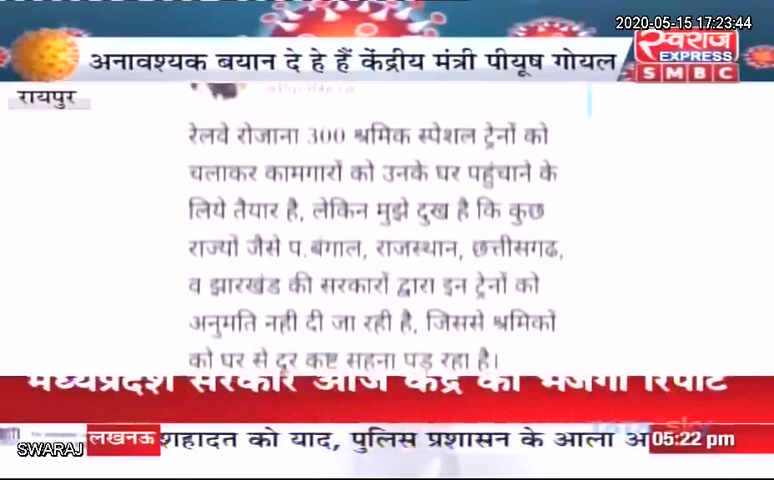 2020-05-15 17:23:44
अनावश्यक बयान दे हे हैं केंद्रीय मंत्री पीयूष गोयल
स्वराज
EXPRESS
SMBC
रायपुर
रेलवे रोजाना 300 श्रमिक स्पेशल ट्रेनों को
चलाकर कामगारों को उनके घर पहुंचाने के
लिये तैयार है, लेकिन मुझे दुख है कि कुछ
राज्यों जैसे प.बंगाल, राजस्थान, छत्तीसगढ,
व झारखंड की सरकारों द्वारा इन ट्रेनों को
अनुमति नही दी जा रही है, जिससे श्रमिकों
को घर से दूर कष्ट सहना पड़ रहा है।
मध्यप्रदेश सरकार आज केंद्र को भेजेगी रिपोर्ट
SWARAJ
लखनऊ शहादत को याद, पुलिस प्रशासन के आला अ
05:22 pm